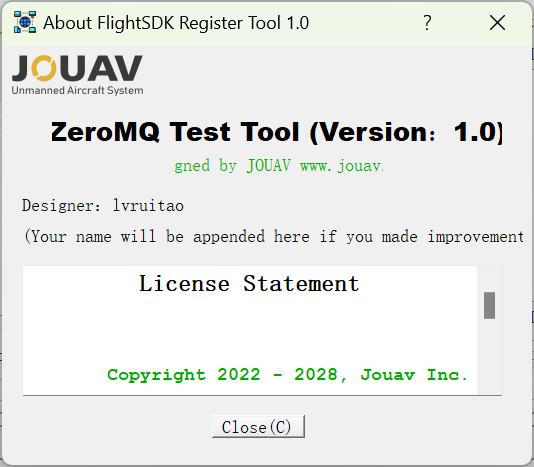 About FlightSDK Register Tool 1.0
JOUAV
Unmanned Aircraft System
ZeroMQ Test Tool (Version：1.0)
gned by JOUAV www.jouav.
Designer: lvruitao
(Your name will be appended here if you made improvement
License Statement
Copyright 2022 - 2028, Jouav Inc.
Close(C)